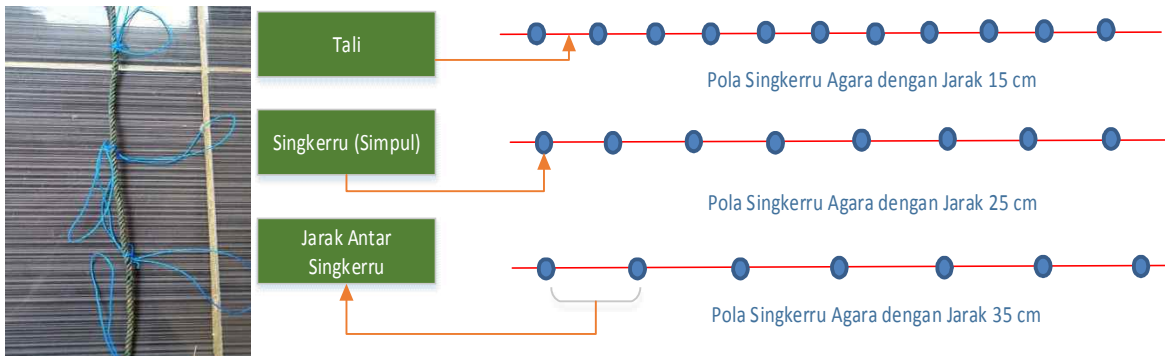 Tali
Pola Singkerru Agara dengan Jarak 15 cm
Singkerru (Simpul)
Pola Singkerru Agara dengan Jarak 25 cm
Jarak Antar
Singkerru
Pola Singkerru Agara dengan Jarak 35 cm